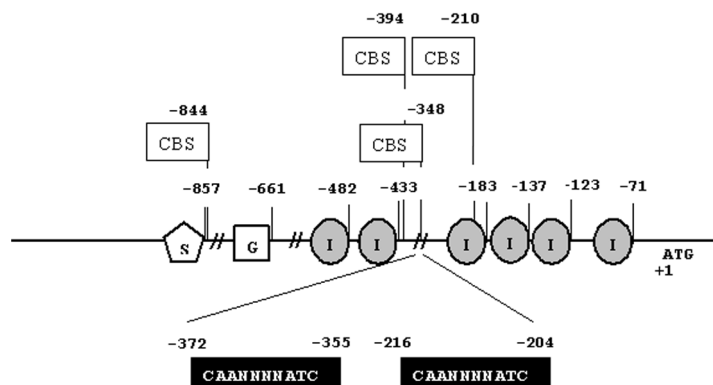 -394 -210
CBS CBS
-844 -348
CBS CBS
-857 -661 -482 -433 -183 -137 -123 -71
S // G // I I // I I I I
ATG
+1
-372 -355 -216 -204
CAANNNNATC CAANNNNATC